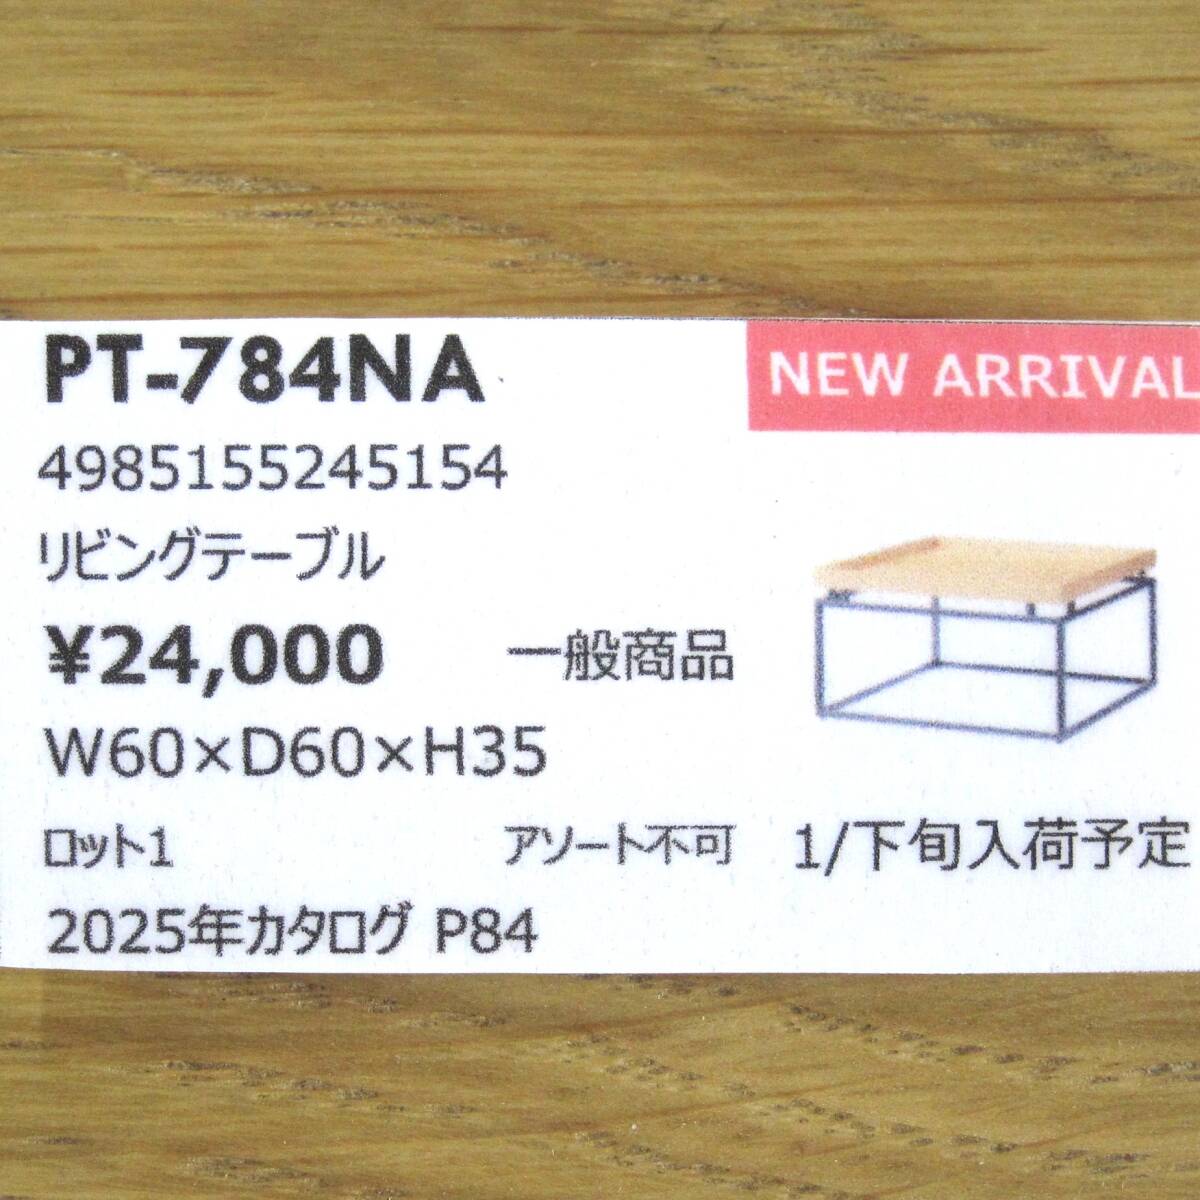 PT-784NA
NEW ARRIVAL
4985155245154
リビングテーブル
¥24,000 一般商品
W60×D60×H35
ロット1 アソート不可 1/下旬入荷予定
2025年カタログ P84